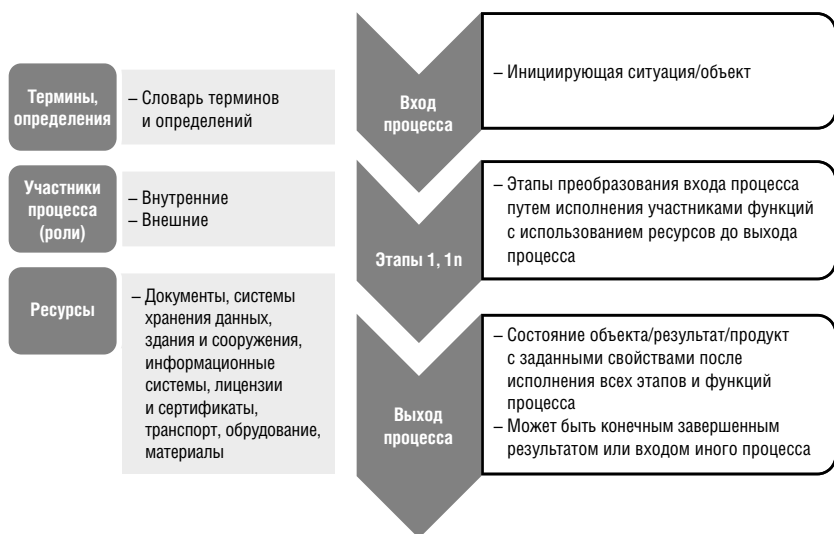 Термины,
определения
– Словарь терминов
и определений
Участники
процесса
(роли)
– Внутренние
– Внешние
Ресурсы
– Документы, системы
хранения данных,
здания и сооружения,
информационные
системы, лицензии
и сертификаты,
транспорт, обрудование,
материалы
Вход
процесса
– Инициирующая ситуация/объект
Этапы 1, 1n
– Этапы преобразования входа процесса
путем исполнения участниками функций
с использованием ресурсов до выхода
процесса
Выход
процесса
– Состояние объекта/результат/продукт
с заданными свойствами после
исполнения всех этапов и функций
процесса
– Может быть конечным завершенным
результатом или входом иного процесса